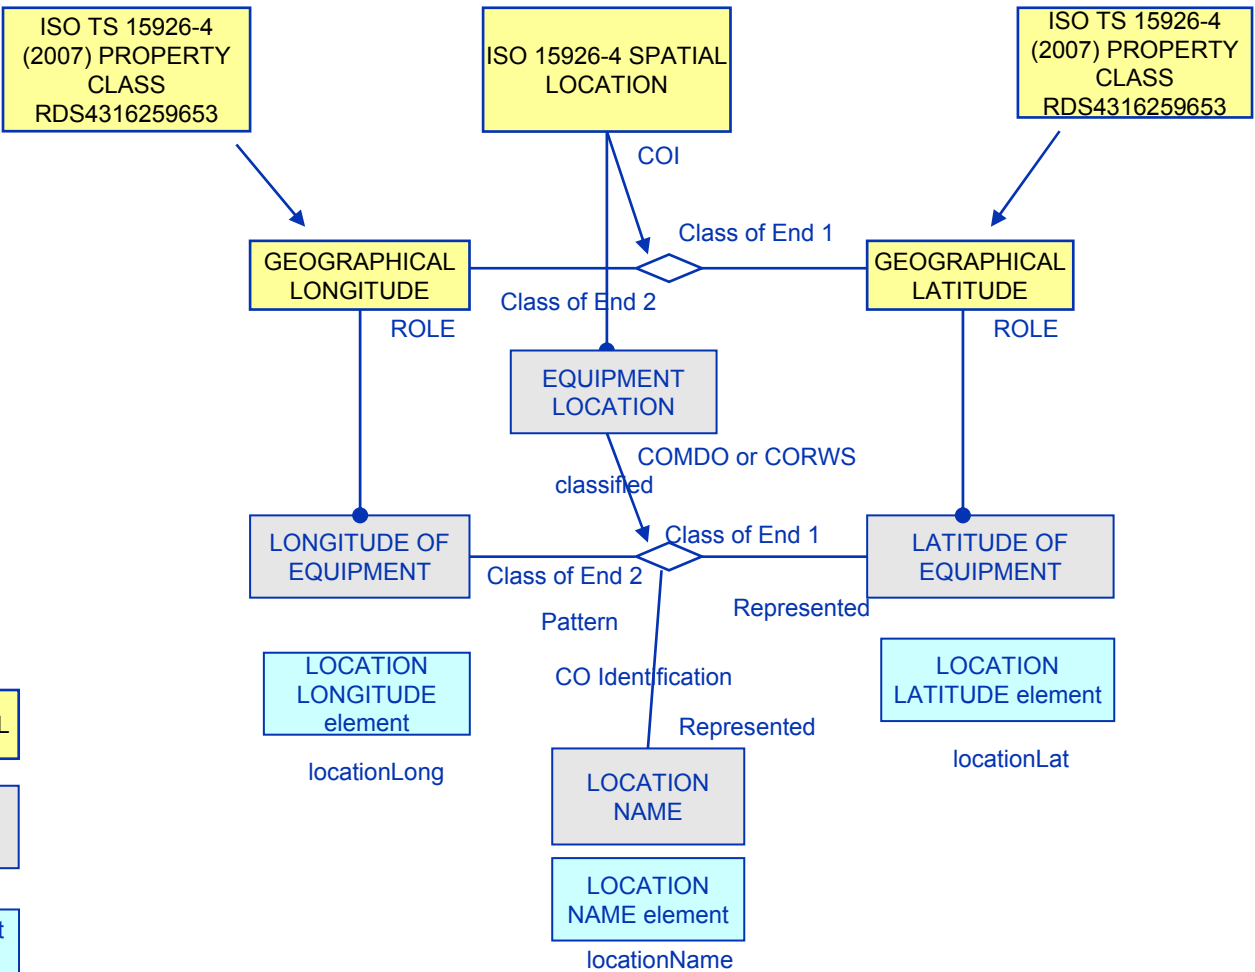 ISO TS 15926-4
(2007) PROPERTY
CLASS
RDS4316259653
ISO 15926-4 SPATIAL
LOCATION
ISO TS 15926-4
(2007) PROPERTY
CLASS
RDS4316259653
COI
Class of End 1
GEOGRAPHICAL
LONGITUDE
GEOGRAPHICAL
LATITUDE
Class of End 2
ROLE
ROLE
EQUIPMENT
LOCATION
COMDO or CORWS
classified
Class of End 1
LONGITUDE OF
EQUIPMENT
LATITUDE OF
EQUIPMENT
Class of End 2
Represented
Pattern
LOCATION
LONGITUDE
element
LOCATION
LATITUDE element
CO Identification
Represented
L
locationLong
locationLat
LOCATION
NAME
LOCATION
NAME element
t
locationName